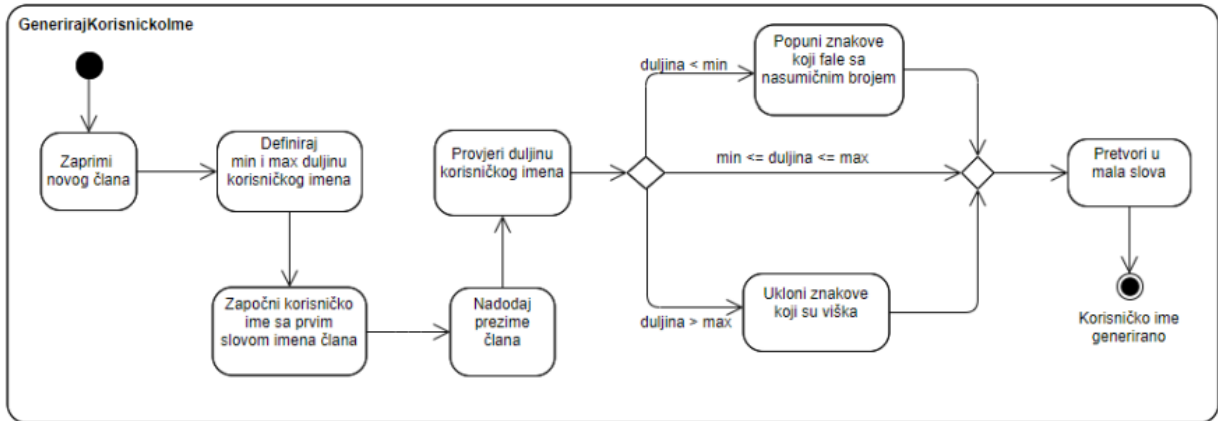 GenerirajKorisnickoIme
Zaprimi
novog člana
Definiraj
min i max duljinu
korisničkog imena
Započni korisničko
ime sa prvim
slovom imena člana
Nadodaj
prezime
člana
Provjeri duljinu
korisničkog imena
duljina < min
Popuni znakove
koji fale sa
nasumičnim brojem
min <= duljina <= max
duljina > max
Ukloni znakove
koji su viška
Pretvori u
mala slova
Korisničko ime
generirano